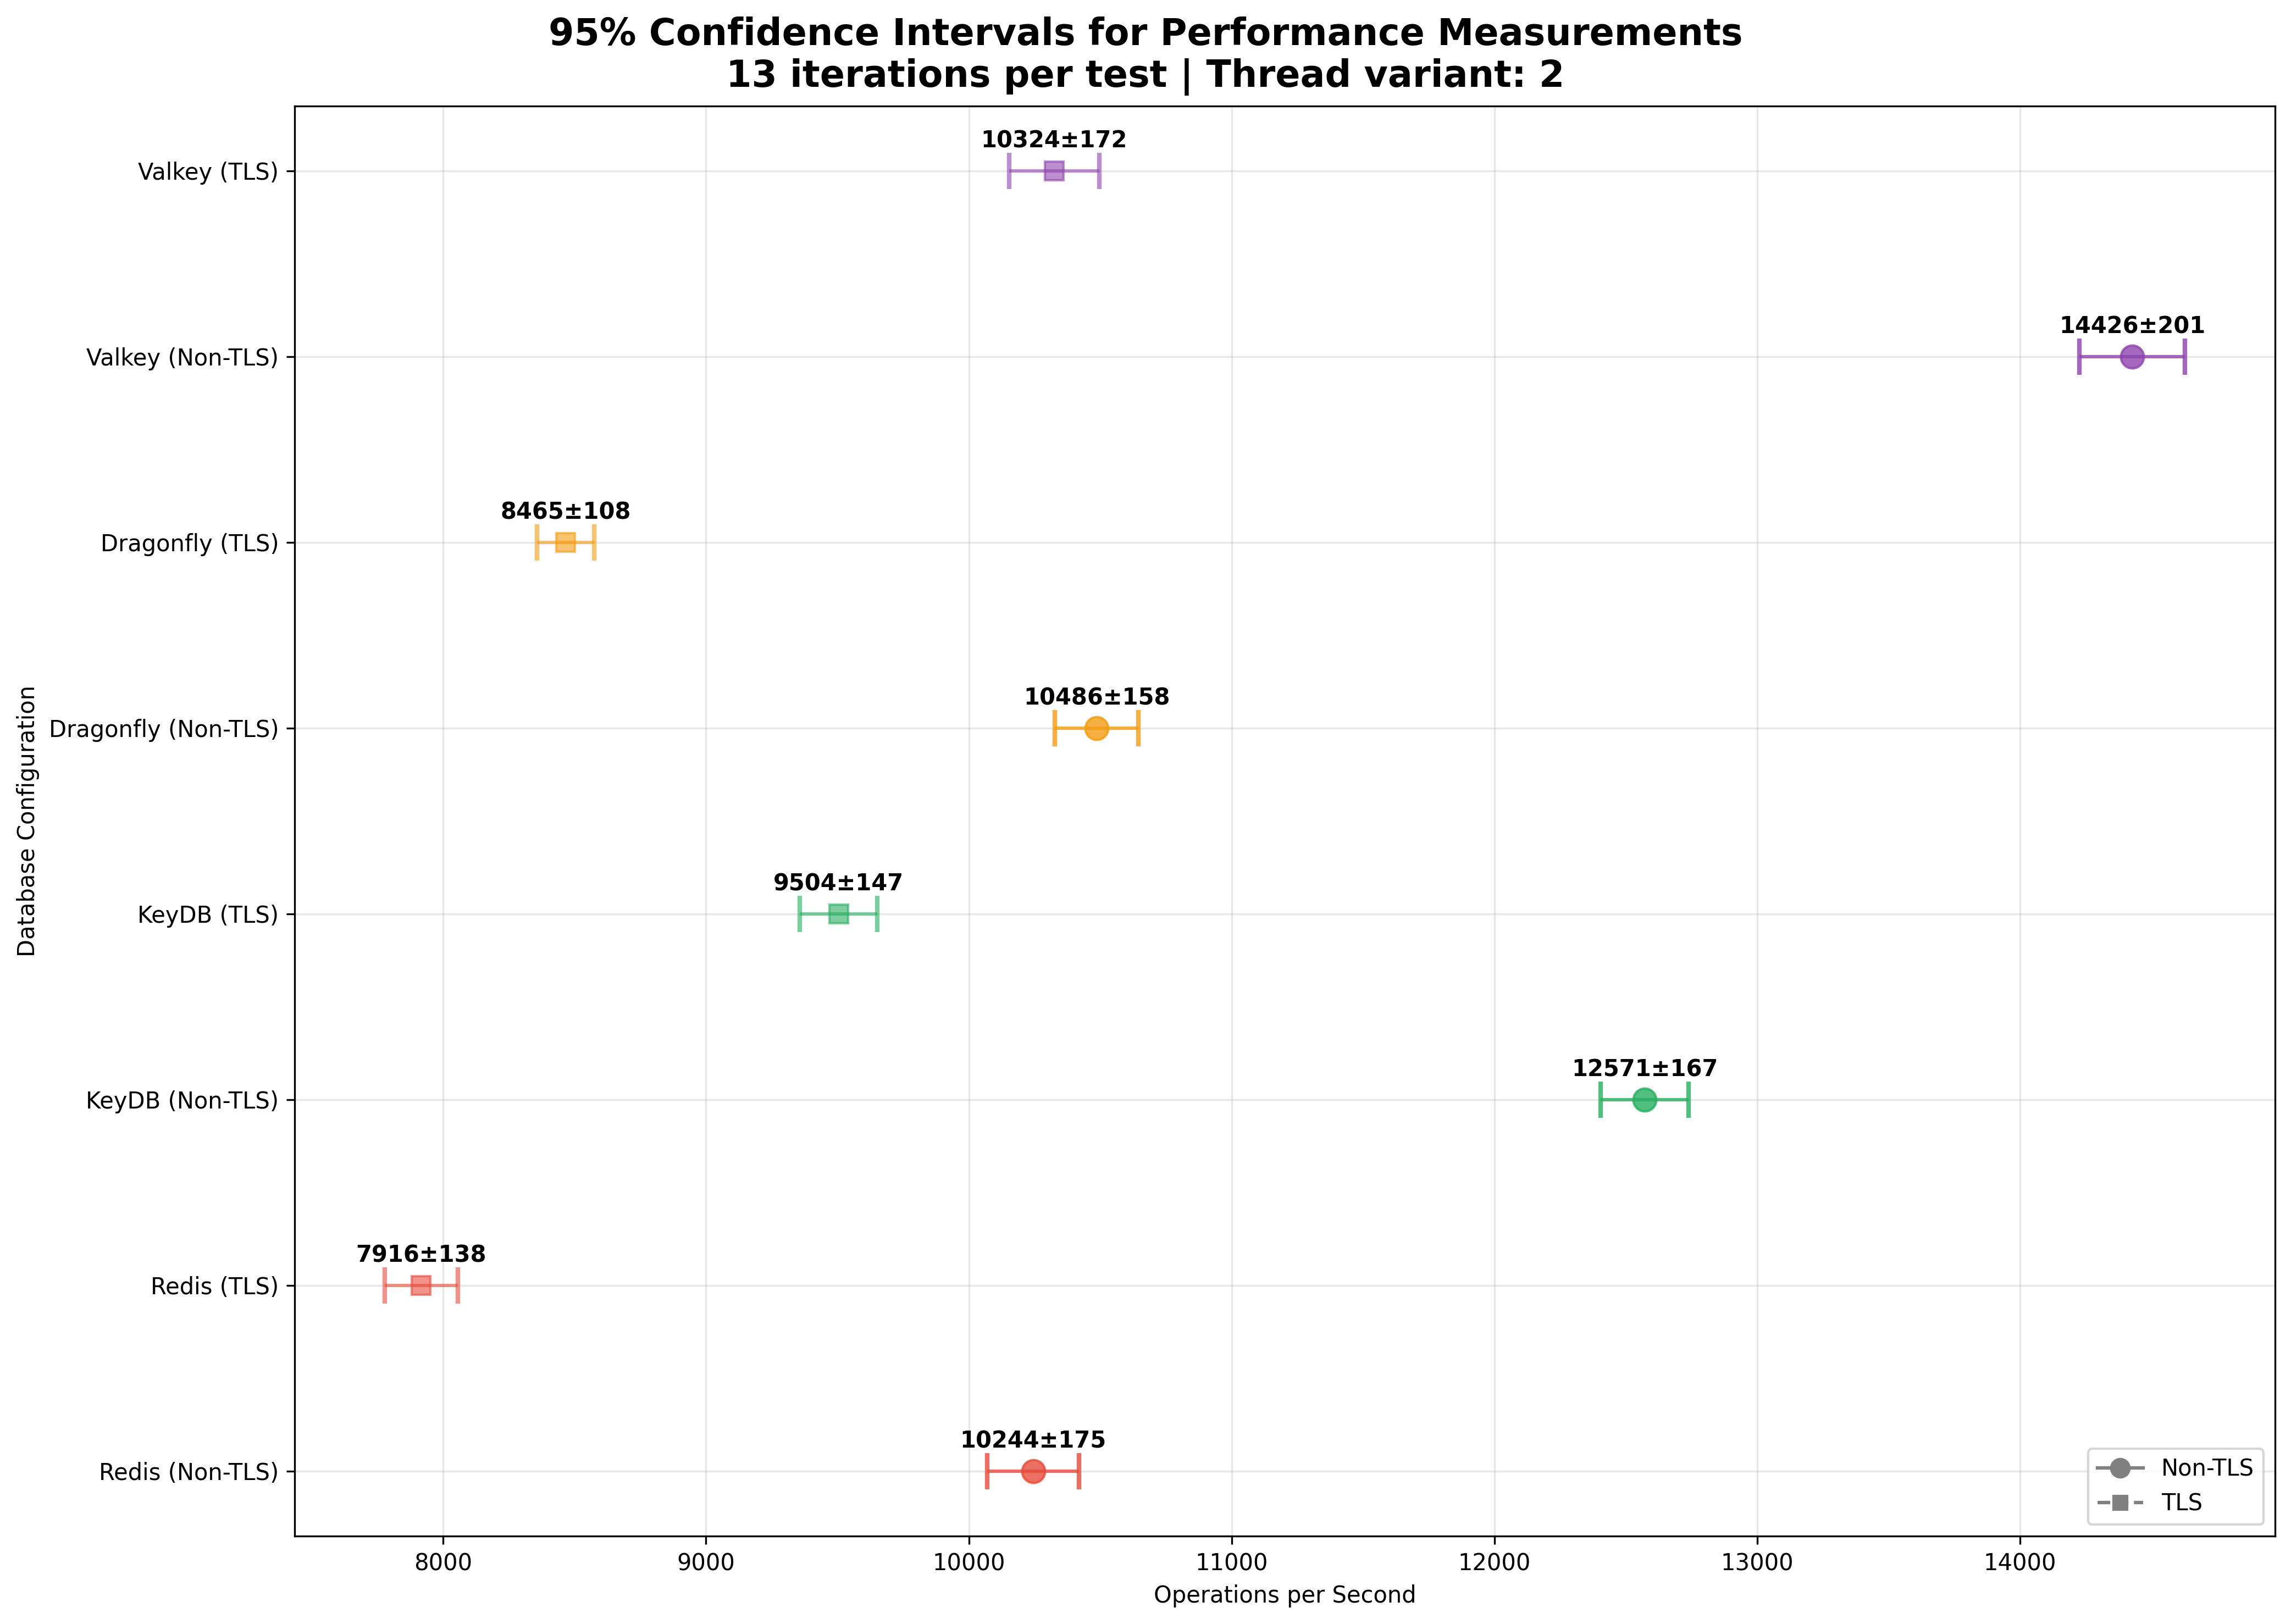 95% Confidence Intervals for Performance Measurements
13 iterations per test | Thread variant: 2
Valkey (TLS)
10324±172
Valkey (Non-TLS)
14426±201
Dragonfly (TLS)
8465±108
Dragonfly (Non-TLS)
10486±158
KeyDB (TLS)
9504±147
KeyDB (Non-TLS)
12571±167
Redis (TLS)
7916±138
Redis (Non-TLS)
10244±175
Database Configuration
Non-TLS
TLS
8000
9000
10000
11000
12000
13000
14000
Operations per Second